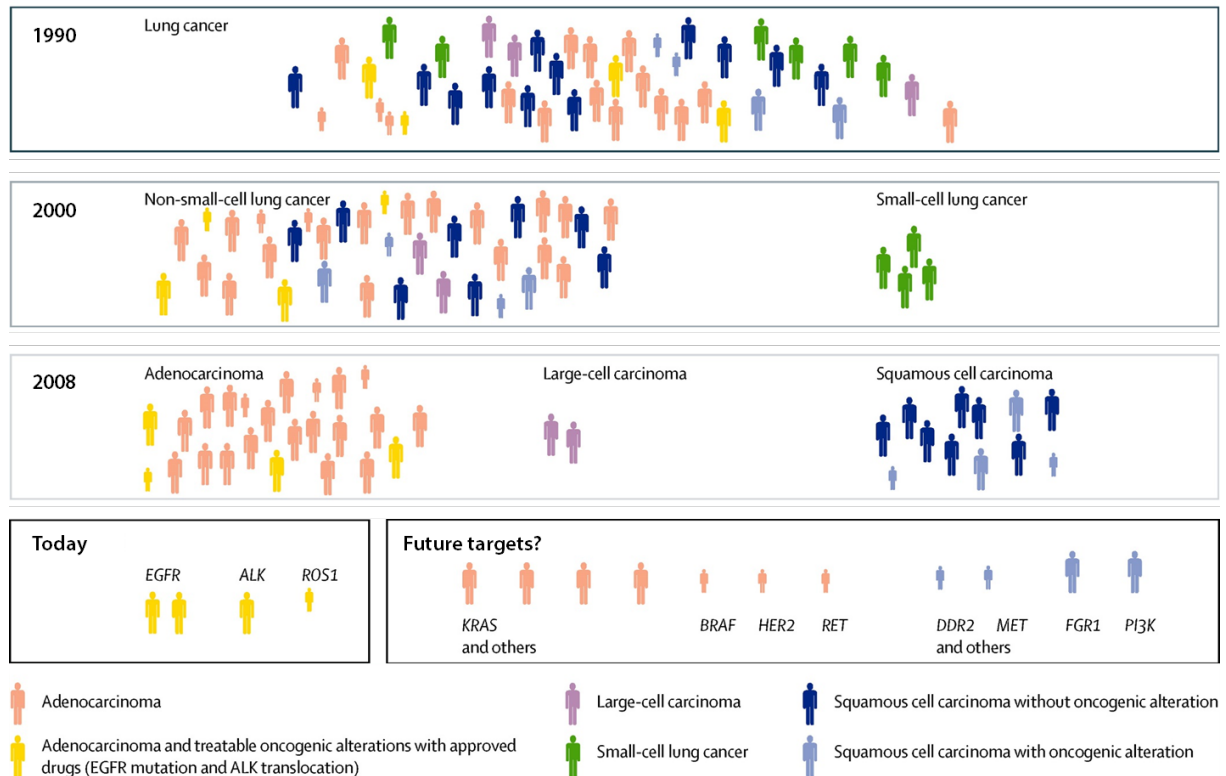 1990
Lung cancer
2000
Non-small-cell lung cancer
Small-cell lung cancer
2008
Adenocarcinoma
Large-cell carcinoma
Squamous cell carcinoma
Today
EGFR
ALK
ROS1
Future targets?
KRAS
and others
BRAF
HER2
RET
DDR2
MET
and others
FGR1
PI3K
Adenocarcinoma
Adenocarcinoma and treatable oncogenic alterations with approved
drugs (EGFR mutation and ALK translocation)
Large-cell carcinoma
Small-cell lung cancer
Squamous cell carcinoma without oncogenic alteration
Squamous cell carcinoma with oncogenic alteration